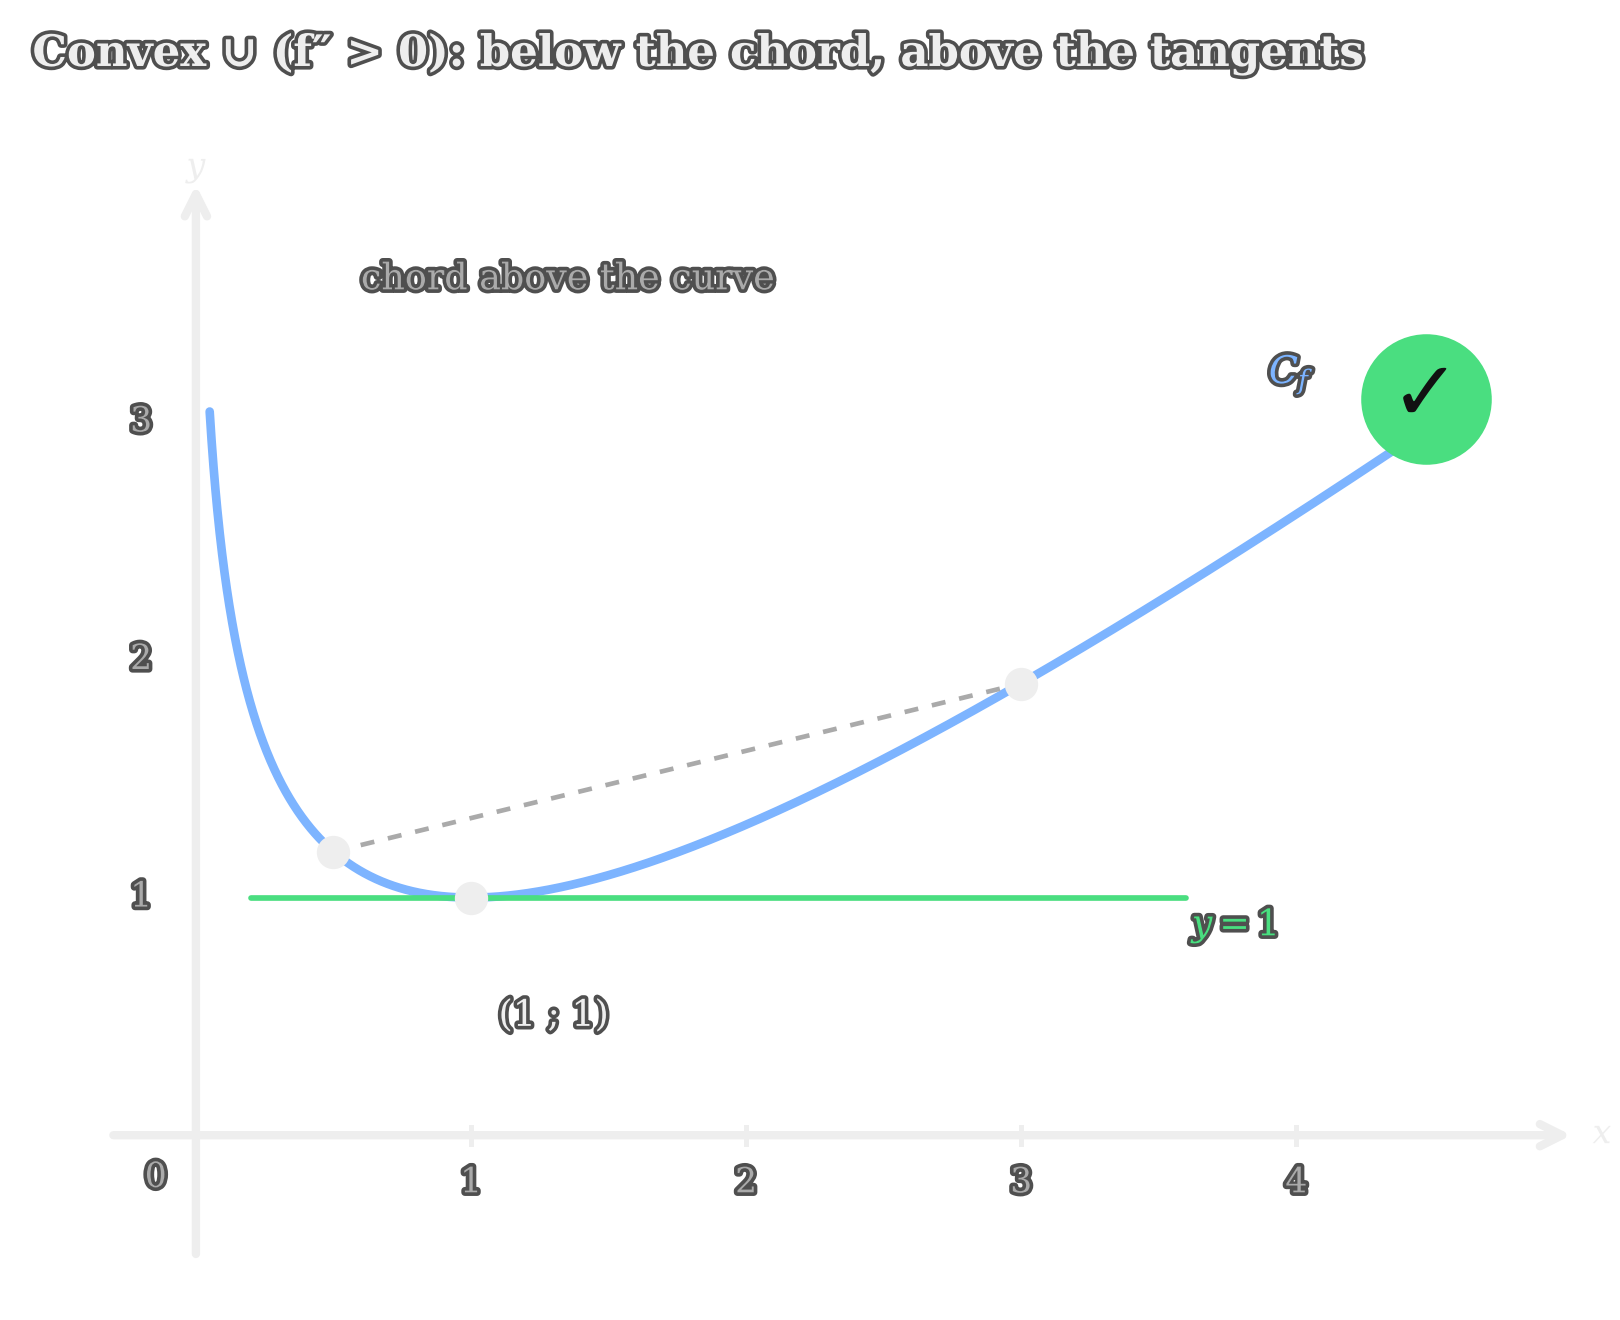 Convex ∪ (f″ > 0): below the chord, above the tangents
y
chord above the curve
C_f
✓
3
2
1
y = 1
(1 ; 1)
x
0 1 2 3 4